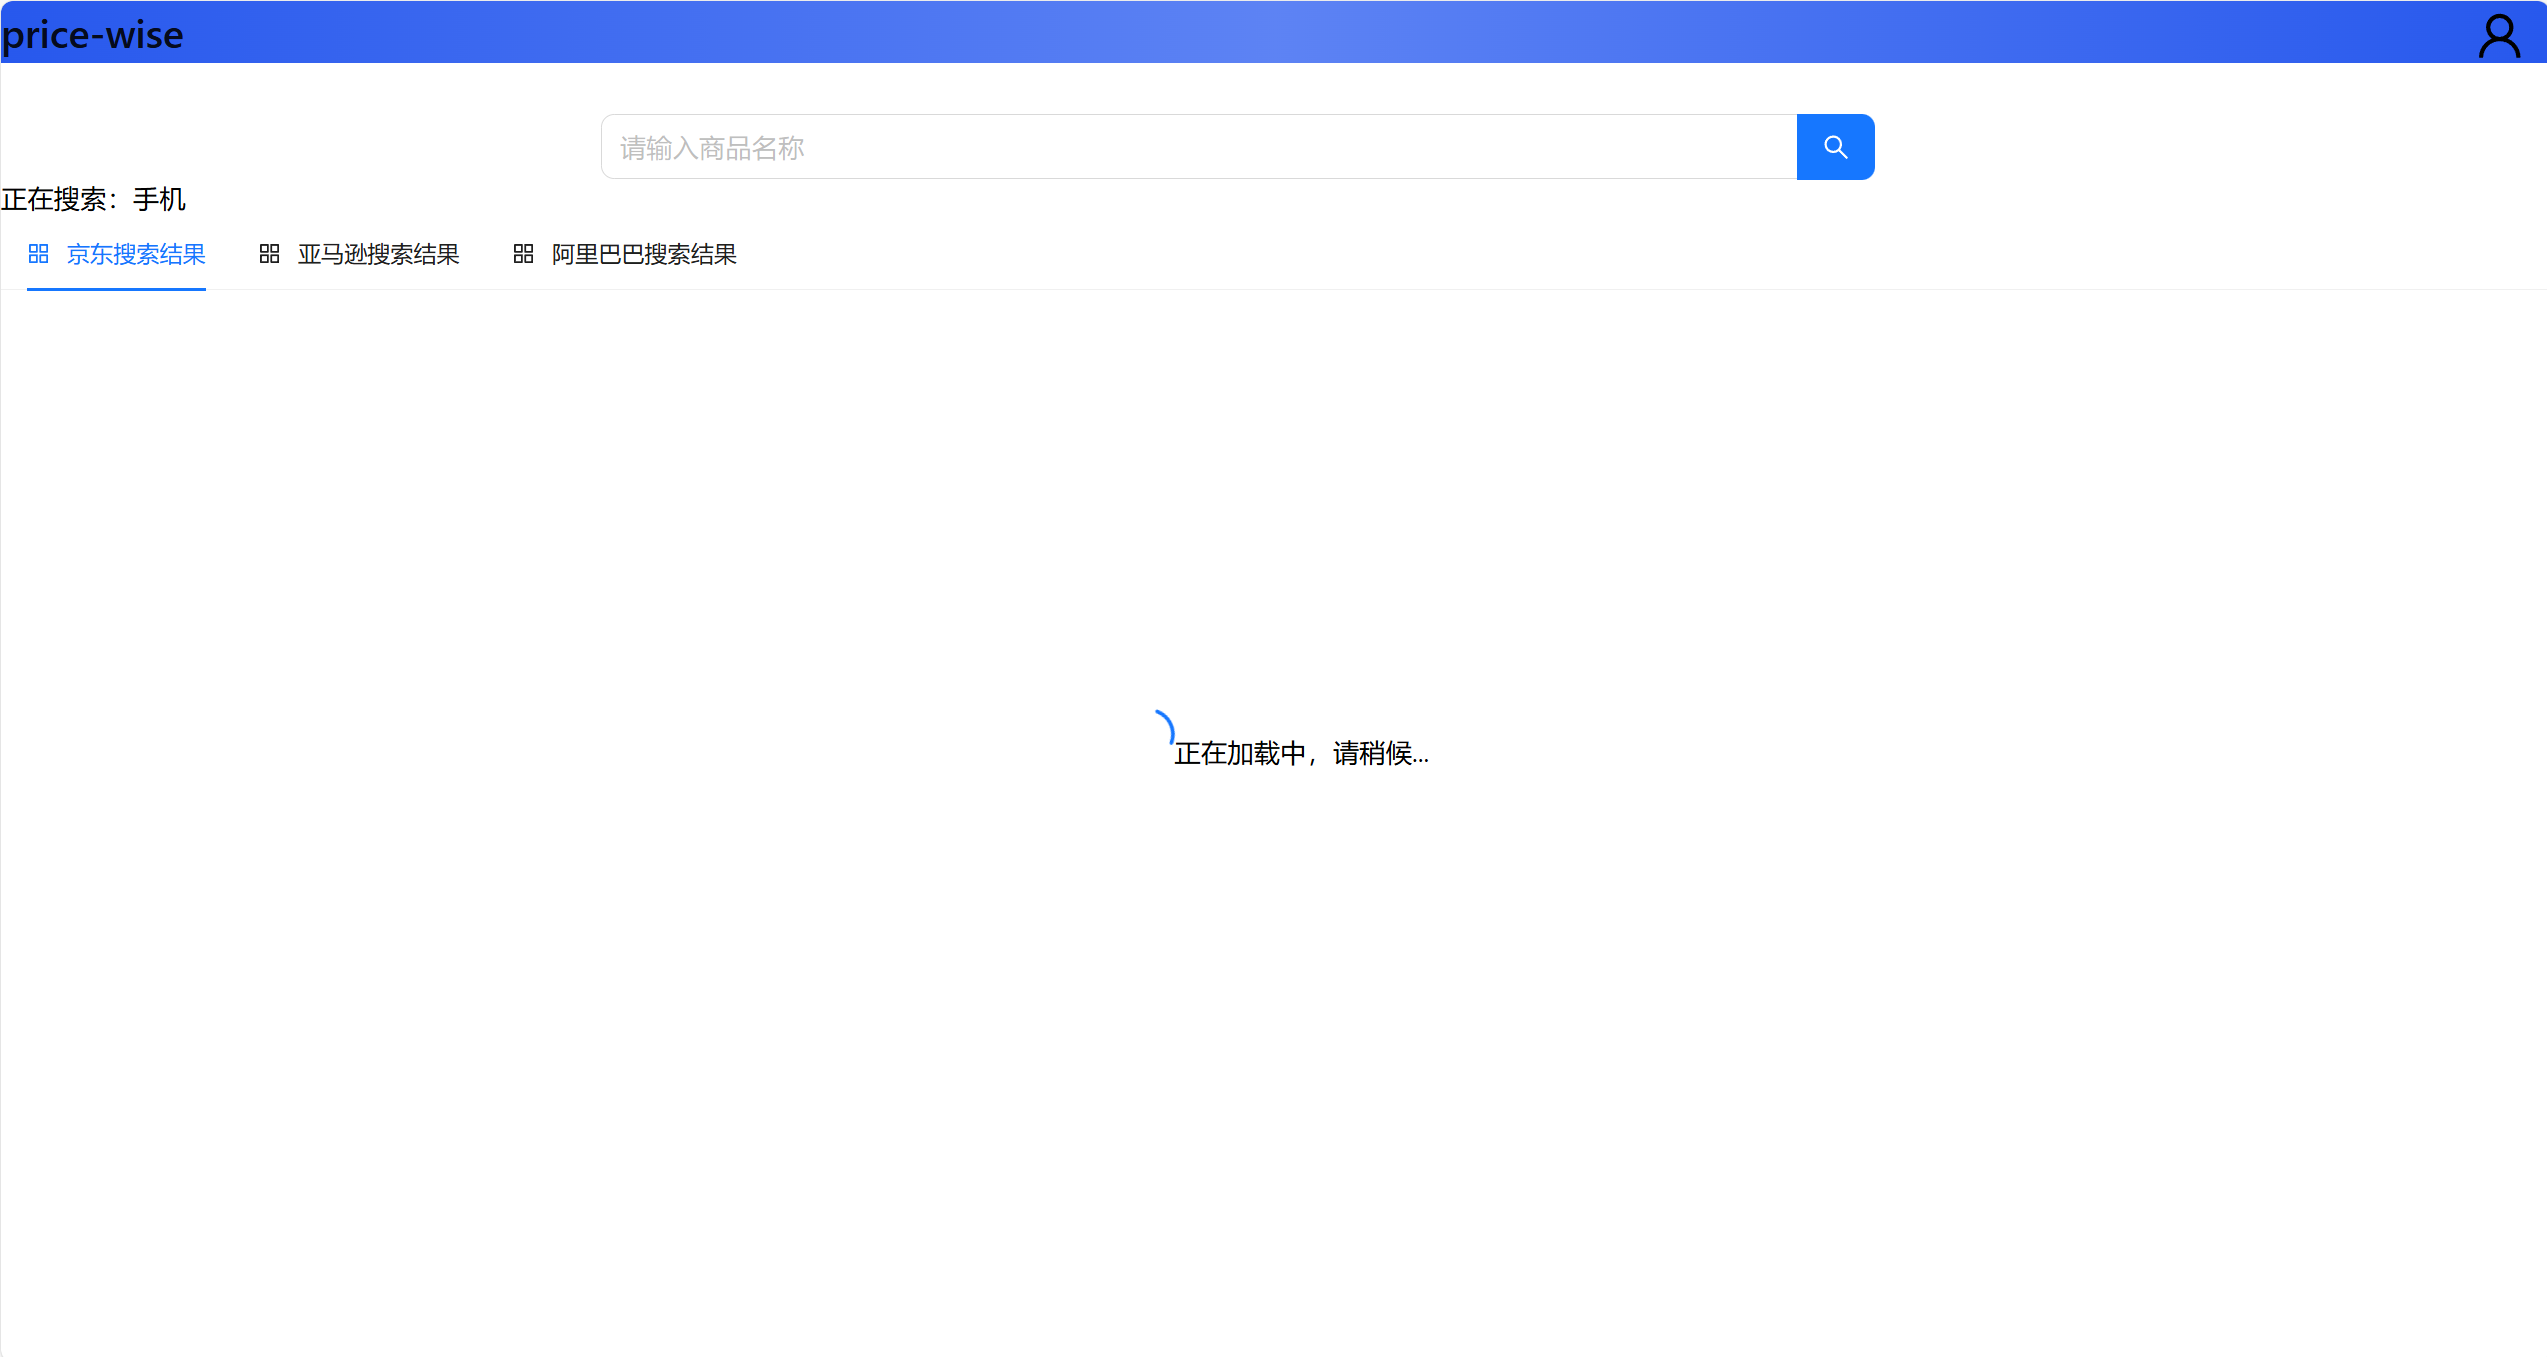 price-wise
请输入商品名称
正在搜索：手机
京东搜索结果 亚马逊搜索结果 阿里巴巴搜索结果
正在加载中，请稍候...